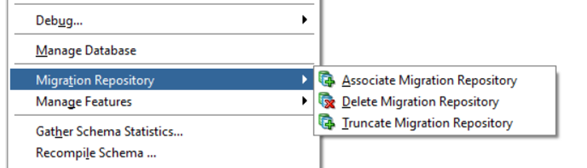 Debug...
Manage Database
Migration Repository
Manage Features
Gather Schema Statistics...
Recompile Schema ...
Associate Migration Repository
Delete Migration Repository
Truncate Migration Repository